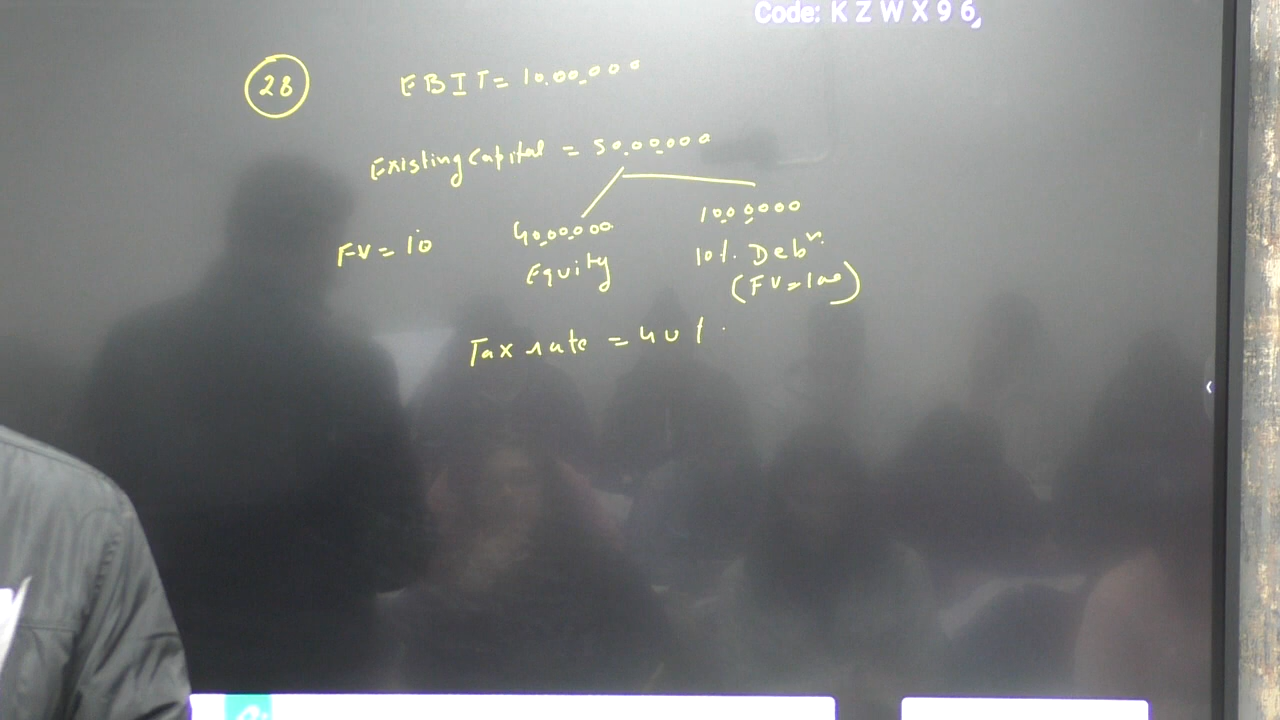 Code: K Z W X 9 6,
28
EBIT = 10,00,000
Existing Capital = 50,00,000
40,00,000 10,00,000
FV = 10
Equity
10%. Debn.
(FV = 100)
Tax rate = 40%